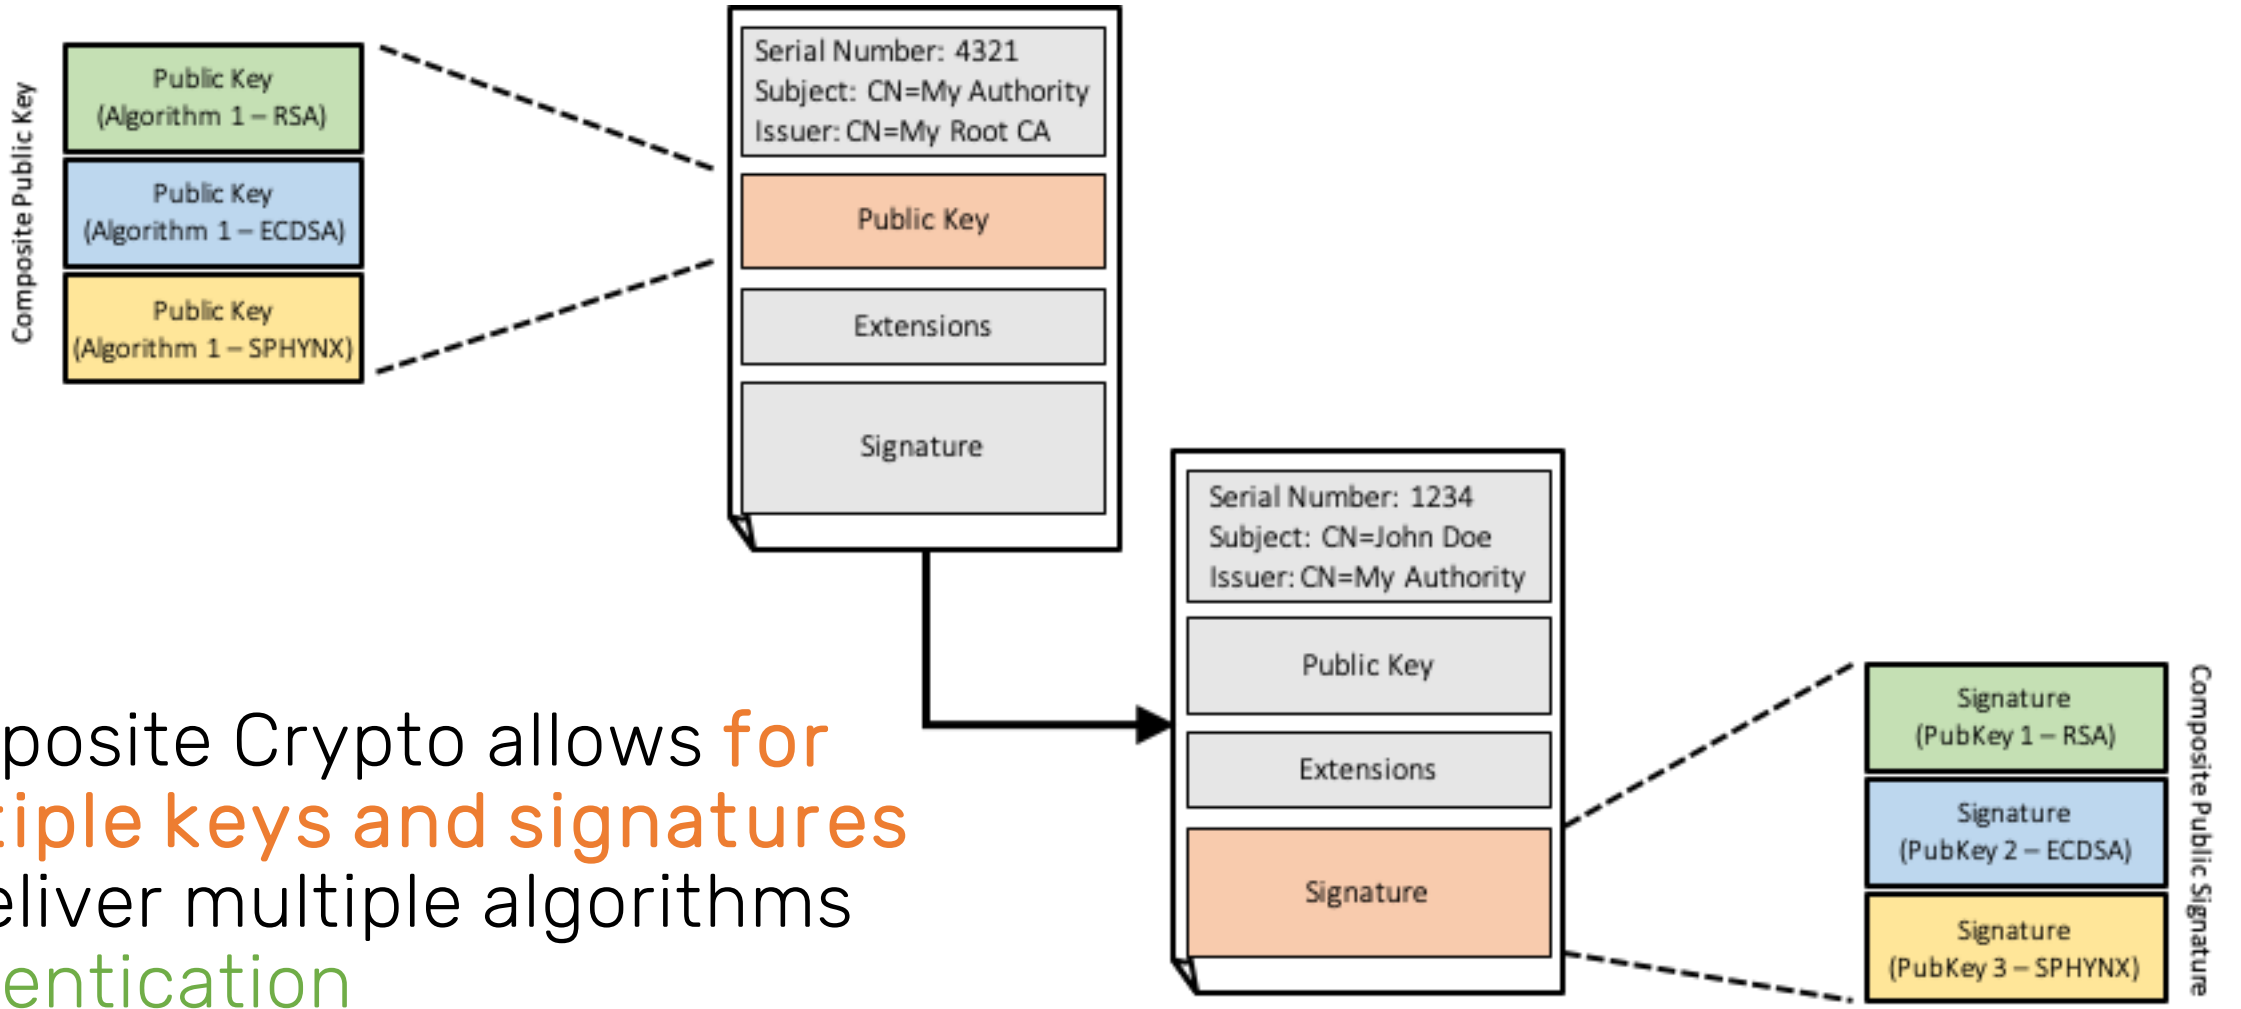 Composite Public Key
Public Key
(Algorithm 1 – RSA)
Public Key
(Algorithm 1 – ECDSA)
Public Key
(Algorithm 1 – SPHYNX)
Serial Number: 4321
Subject: CN=My Authority
Issuer: CN=My Root CA
Public Key
Extensions
Signature
Serial Number: 1234
Subject: CN=John Doe
Issuer: CN=My Authority
Public Key
Extensions
Signature
Signature
(PubKey 1 – RSA)
Signature
(PubKey 2 – ECDSA)
Signature
(PubKey 3 – SPHYNX)
Composite Public Signature
posite Crypto allows for
tiple keys and signatures
eliver multiple algorithms
entication